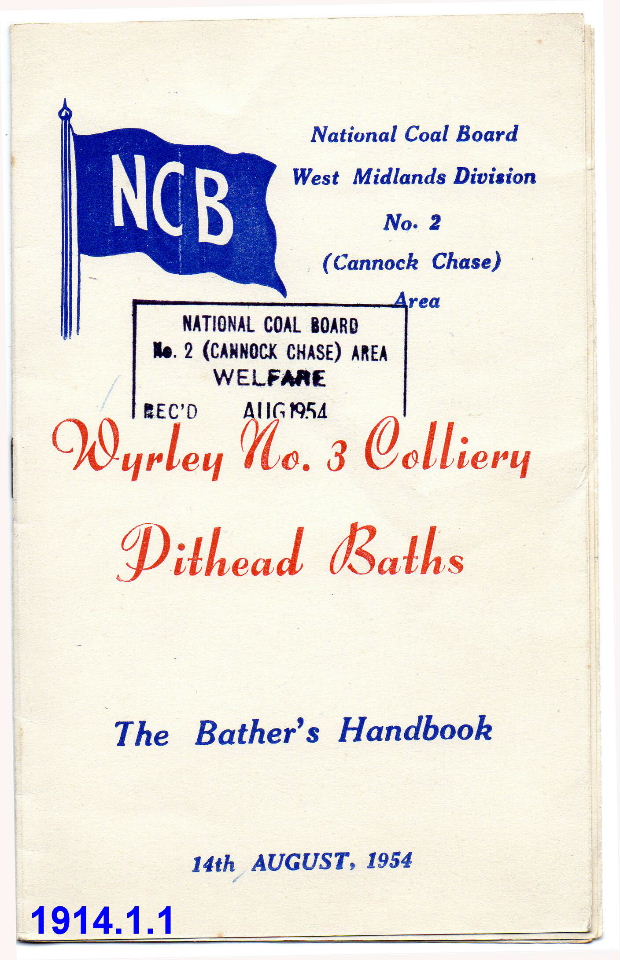 NCB
National Coal Board
West Midlands Division
No. 2
(Cannock Chase)
Area
NATIONAL COAL BOARD
No. 2 (CANNOCK CHASE) AREA
WELFARE
REC'D AUG 1954
Wyrley No. 3 Colliery
Pithead Baths
The Bather's Handbook
14th AUGUST, 1954
1914.1.1